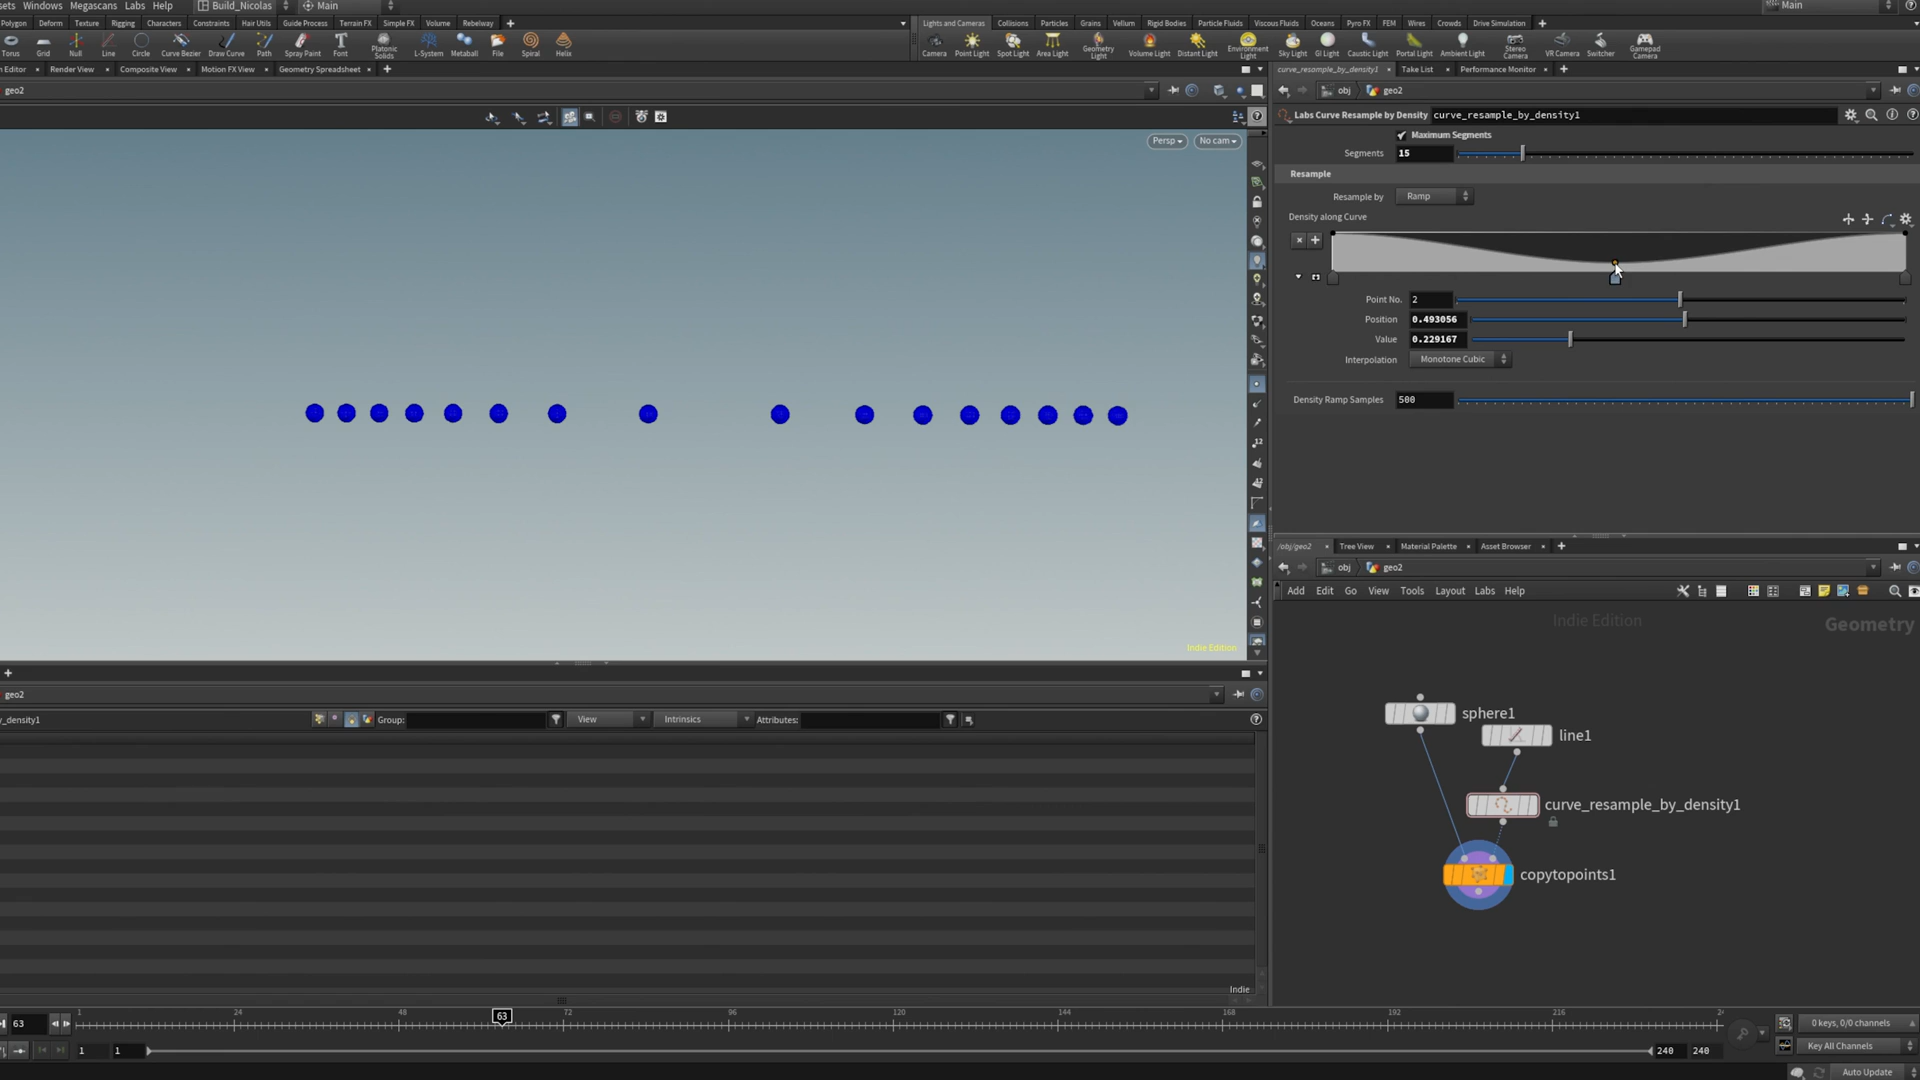 sets Windows Megascans Labs Help Build_Nicolas Main Main
Polygon Deform Texture Rigging Characters Constraints Hair Utils Guide Process Terrain FX Simple FX Volume Rebelway
Lights and Cameras Collisions Particles Grains Vellum Rigid Bodies Particle Fluids Viscous Fluids Oceans Pyro FX FEM Wires Crowds Drive Simulation
Torus Grid Null Line Circle Curve Bezier Draw Curve Path Spray Paint Font Platonic Solids L-System Metaball File Spiral Helix
Camera Point Light Spot Light Area Light Geometry Light Volume Light Distant Light Environment Light Sky Light GI Light Caustic Light Portal Light Ambient Light Stereo Camera VR Camera Switcher Gamepad Camera
n Editor Render View Composite View Motion FX View Geometry Spreadsheet
curve_resample_by_density1 Take List Performance Monitor
geo2
obj geo2
Labs Curve Resample by Density curve_resample_by_density1
Maximum Segments
Persp No cam
Segments 15
Resample
Resample by Ramp
Density along Curve
Point No. 2
Position 0.493056
Value 0.229167
Interpolation Monotone Cubic
Density Ramp Samples 500
Indie Edition
/obj/geo2 Tree View Material Palette Asset Browser
obj geo2
Add Edit Go View Tools Layout Labs Help
Indie Edition Geometry
sphere1
line1
curve_resample_by_density1
copytopoints1
geo2
_density1 Group: View Intrinsics Attributes:
Indie
63 1 24 48 63 72 96 120 144 168 192 216 2
0 keys, 0/0 channels
1 1 240 240 Key All Channels
Auto Update